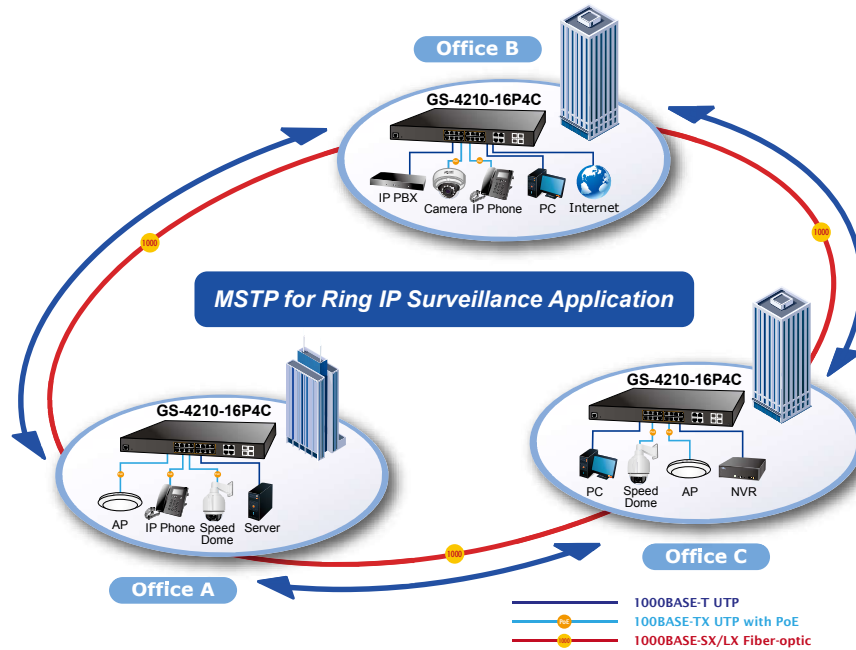 Office B
GS-4210-16P4C
IP PBX
Camera
IP Phone
PC
Internet
1000
1000
MSTP for Ring IP Surveillance Application
GS-4210-16P4C
AP
IP Phone
Speed
Dome
Server
Office A
GS-4210-16P4C
PC
Speed
Dome
AP
NVR
Office C
1000
1000BASE-T UTP
PoE
100BASE-TX UTP with PoE
1000
1000BASE-SX/LX Fiber-optic